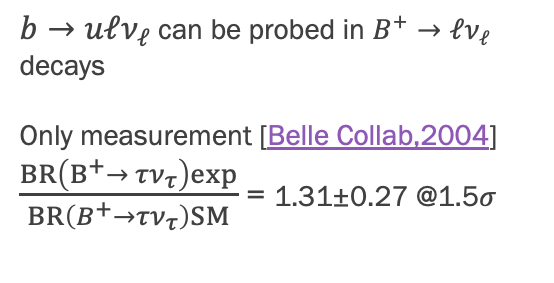 b → uℓν_ℓ can be probed in B⁺ → ℓν_ℓ
decays
Only measurement [Belle Collab,2004]
BR(B⁺→ τν_τ)exp
= 1.31±0.27 @1.5σ
BR(B⁺→τν_τ)SM